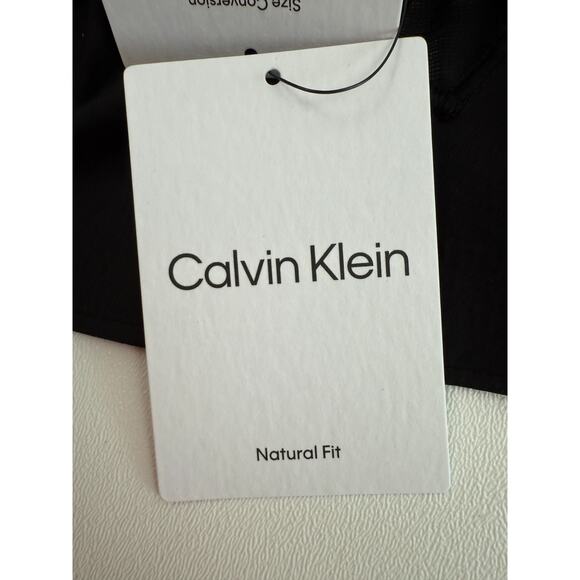 Size Conversion
Calvin Klein
Natural Fit